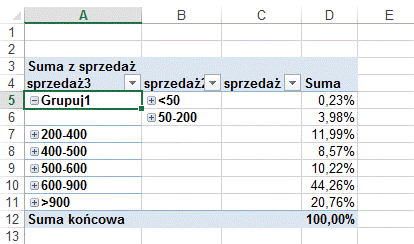 A B C D
1
2
3 Suma z sprzedaż
4 sprzedaż3 sprzedaż2 sprzedaż Suma
5 Grupuj1 <50 0,23%
6 50-200 3,98%
7 200-400 11,99%
8 400-500 8,57%
9 500-600 10,22%
10 600-900 44,26%
11 >900 20,76%
12 Suma końcowa 100,00%
13